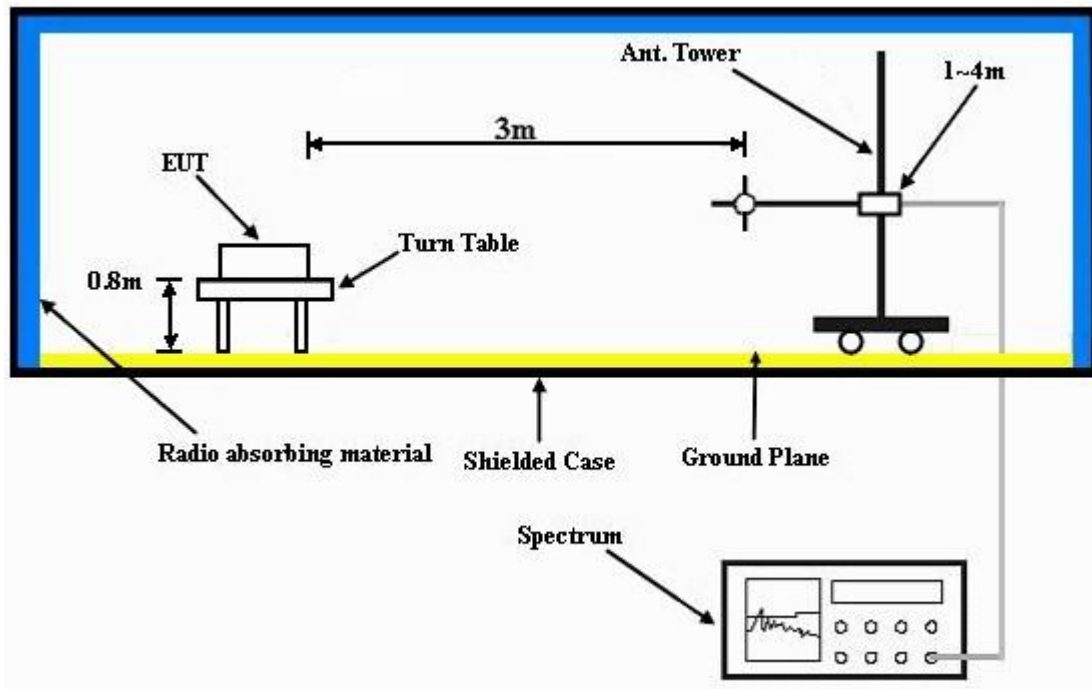 Ant. Tower
1~4m
3m
EUT
Turn Table
0.8m
Radio absorbing material
Shielded Case
Ground Plane
Spectrum